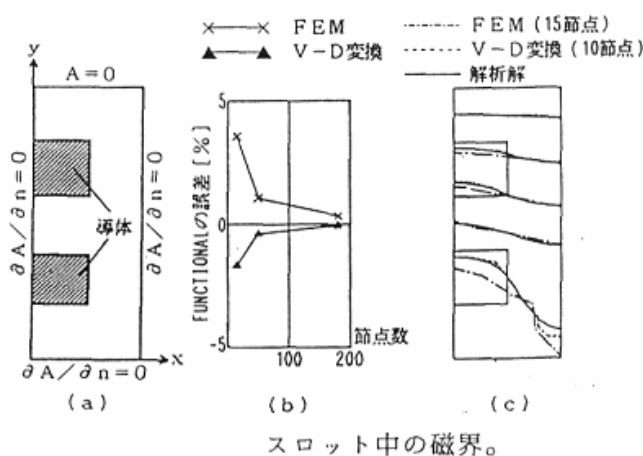 FEM
V-D変換
FEM(15節点)
V-D変換(10節点)
解析解
y
A=0
∂A/∂n=0
導体
∂A/∂n=0
x
∂A/∂n=0
(a)
FUNCTIONALの誤差[%]
5
0
-5
節点数
100
200
(b)
(c)
スロット中の磁界。